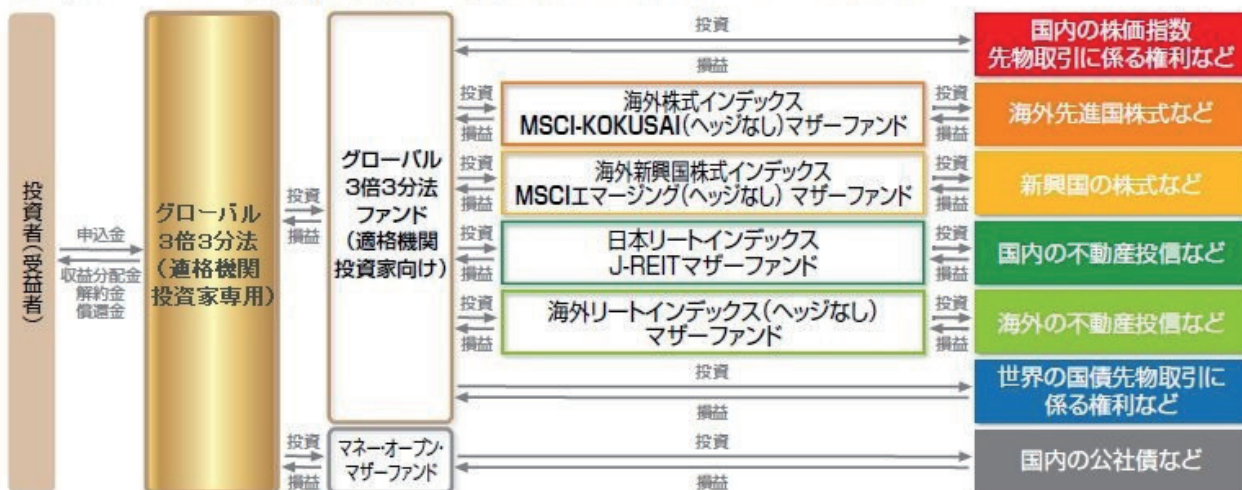 投資者(受益者)
申込金
収益分配金
解約金
償還金
グローバル
3倍3分法
(適格機関
投資家専用)
投資
損益
グローバル
3倍3分法
ファンド
(適格機関
投資家向け)
投資
損益
国内の株価指数
先物取引に係る権利など
投資
損益
海外株式インデックス
MSCI-KOKUSAI(ヘッジなし)マザーファンド
投資
損益
海外先進国株式など
投資
損益
海外新興国株式インデックス
MSCIエマージング(ヘッジなし) マザーファンド
投資
損益
新興国の株式など
投資
損益
日本リートインデックス
J-REITマザーファンド
投資
損益
国内の不動産投信など
投資
損益
海外リートインデックス(ヘッジなし)
マザーファンド
投資
損益
海外の不動産投信など
投資
損益
世界の国債先物取引に
係る権利など
投資
損益
マネー・オープン・
マザーファンド
投資
損益
国内の公社債など